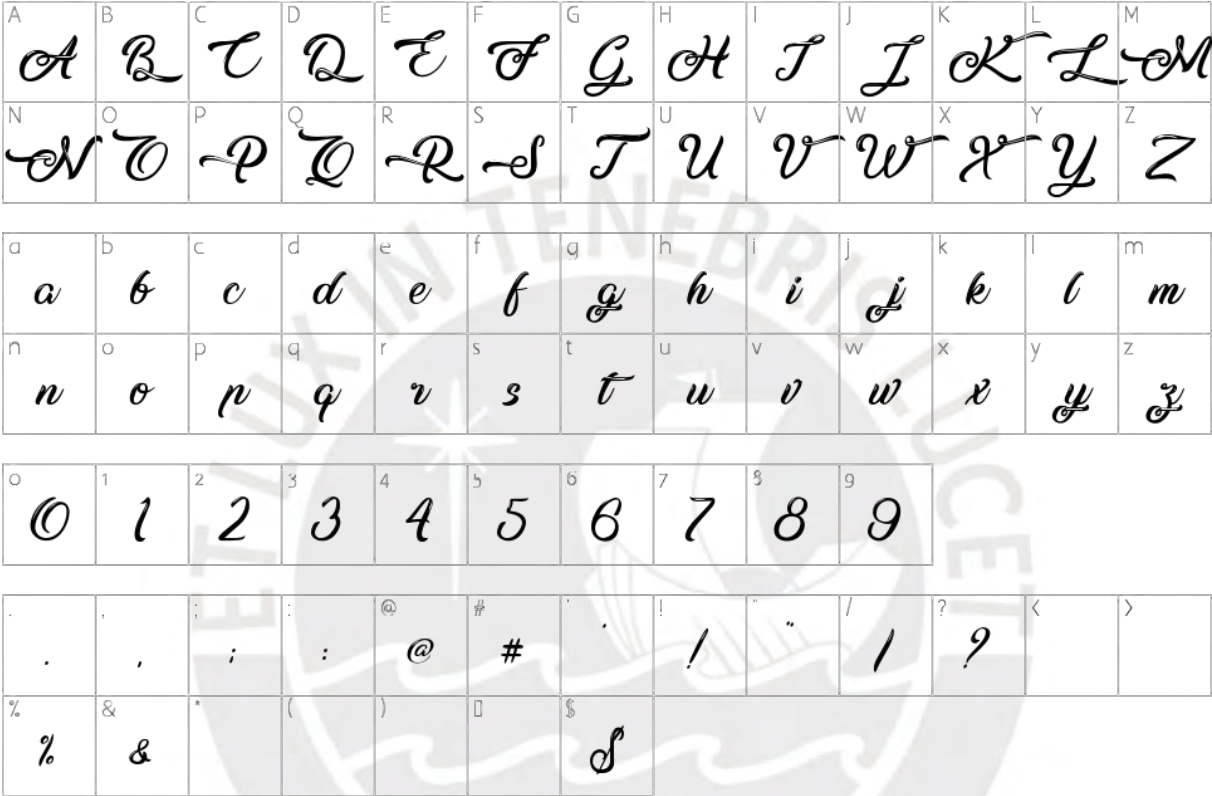 A B C D E F G H I J K L M
A B C D E F G H I J K L M
N O P Q R S T U V W X Y Z
N O P Q R S T U V W X Y Z
a b c d e f g h i j k l m
a b c d e f g h i j k l m
n o p q r s t u v w x y z
n o p q r s t u v w x y z
0 1 2 3 4 5 6 7 8 9
0 1 2 3 4 5 6 7 8 9
. , ; : @ # ' ! " / ? < >
. , ; : @ # ' ! " / ?
% & * ( ) $
% & $
ET LUX IN TENEBRIS LUCET